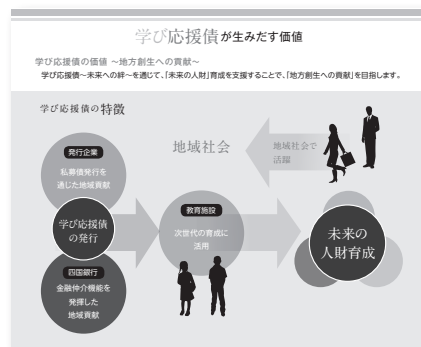 学び応援債が生みだす価値
学び応援債の価値 ～地方創生への貢献～
学び応援債～未来への絆～を通じて、「未来の人財」育成を支援することで、「地方創生への貢献」を目指します。
学び応援債の特徴
発行企業
私募債発行を
通じた地域貢献
学び応援債
の発行
四国銀行
金融仲介機能を
発揮した
地域貢献
地域社会
地域社会で
活躍
教育施設
次世代の育成に
活用
未来の
人財育成